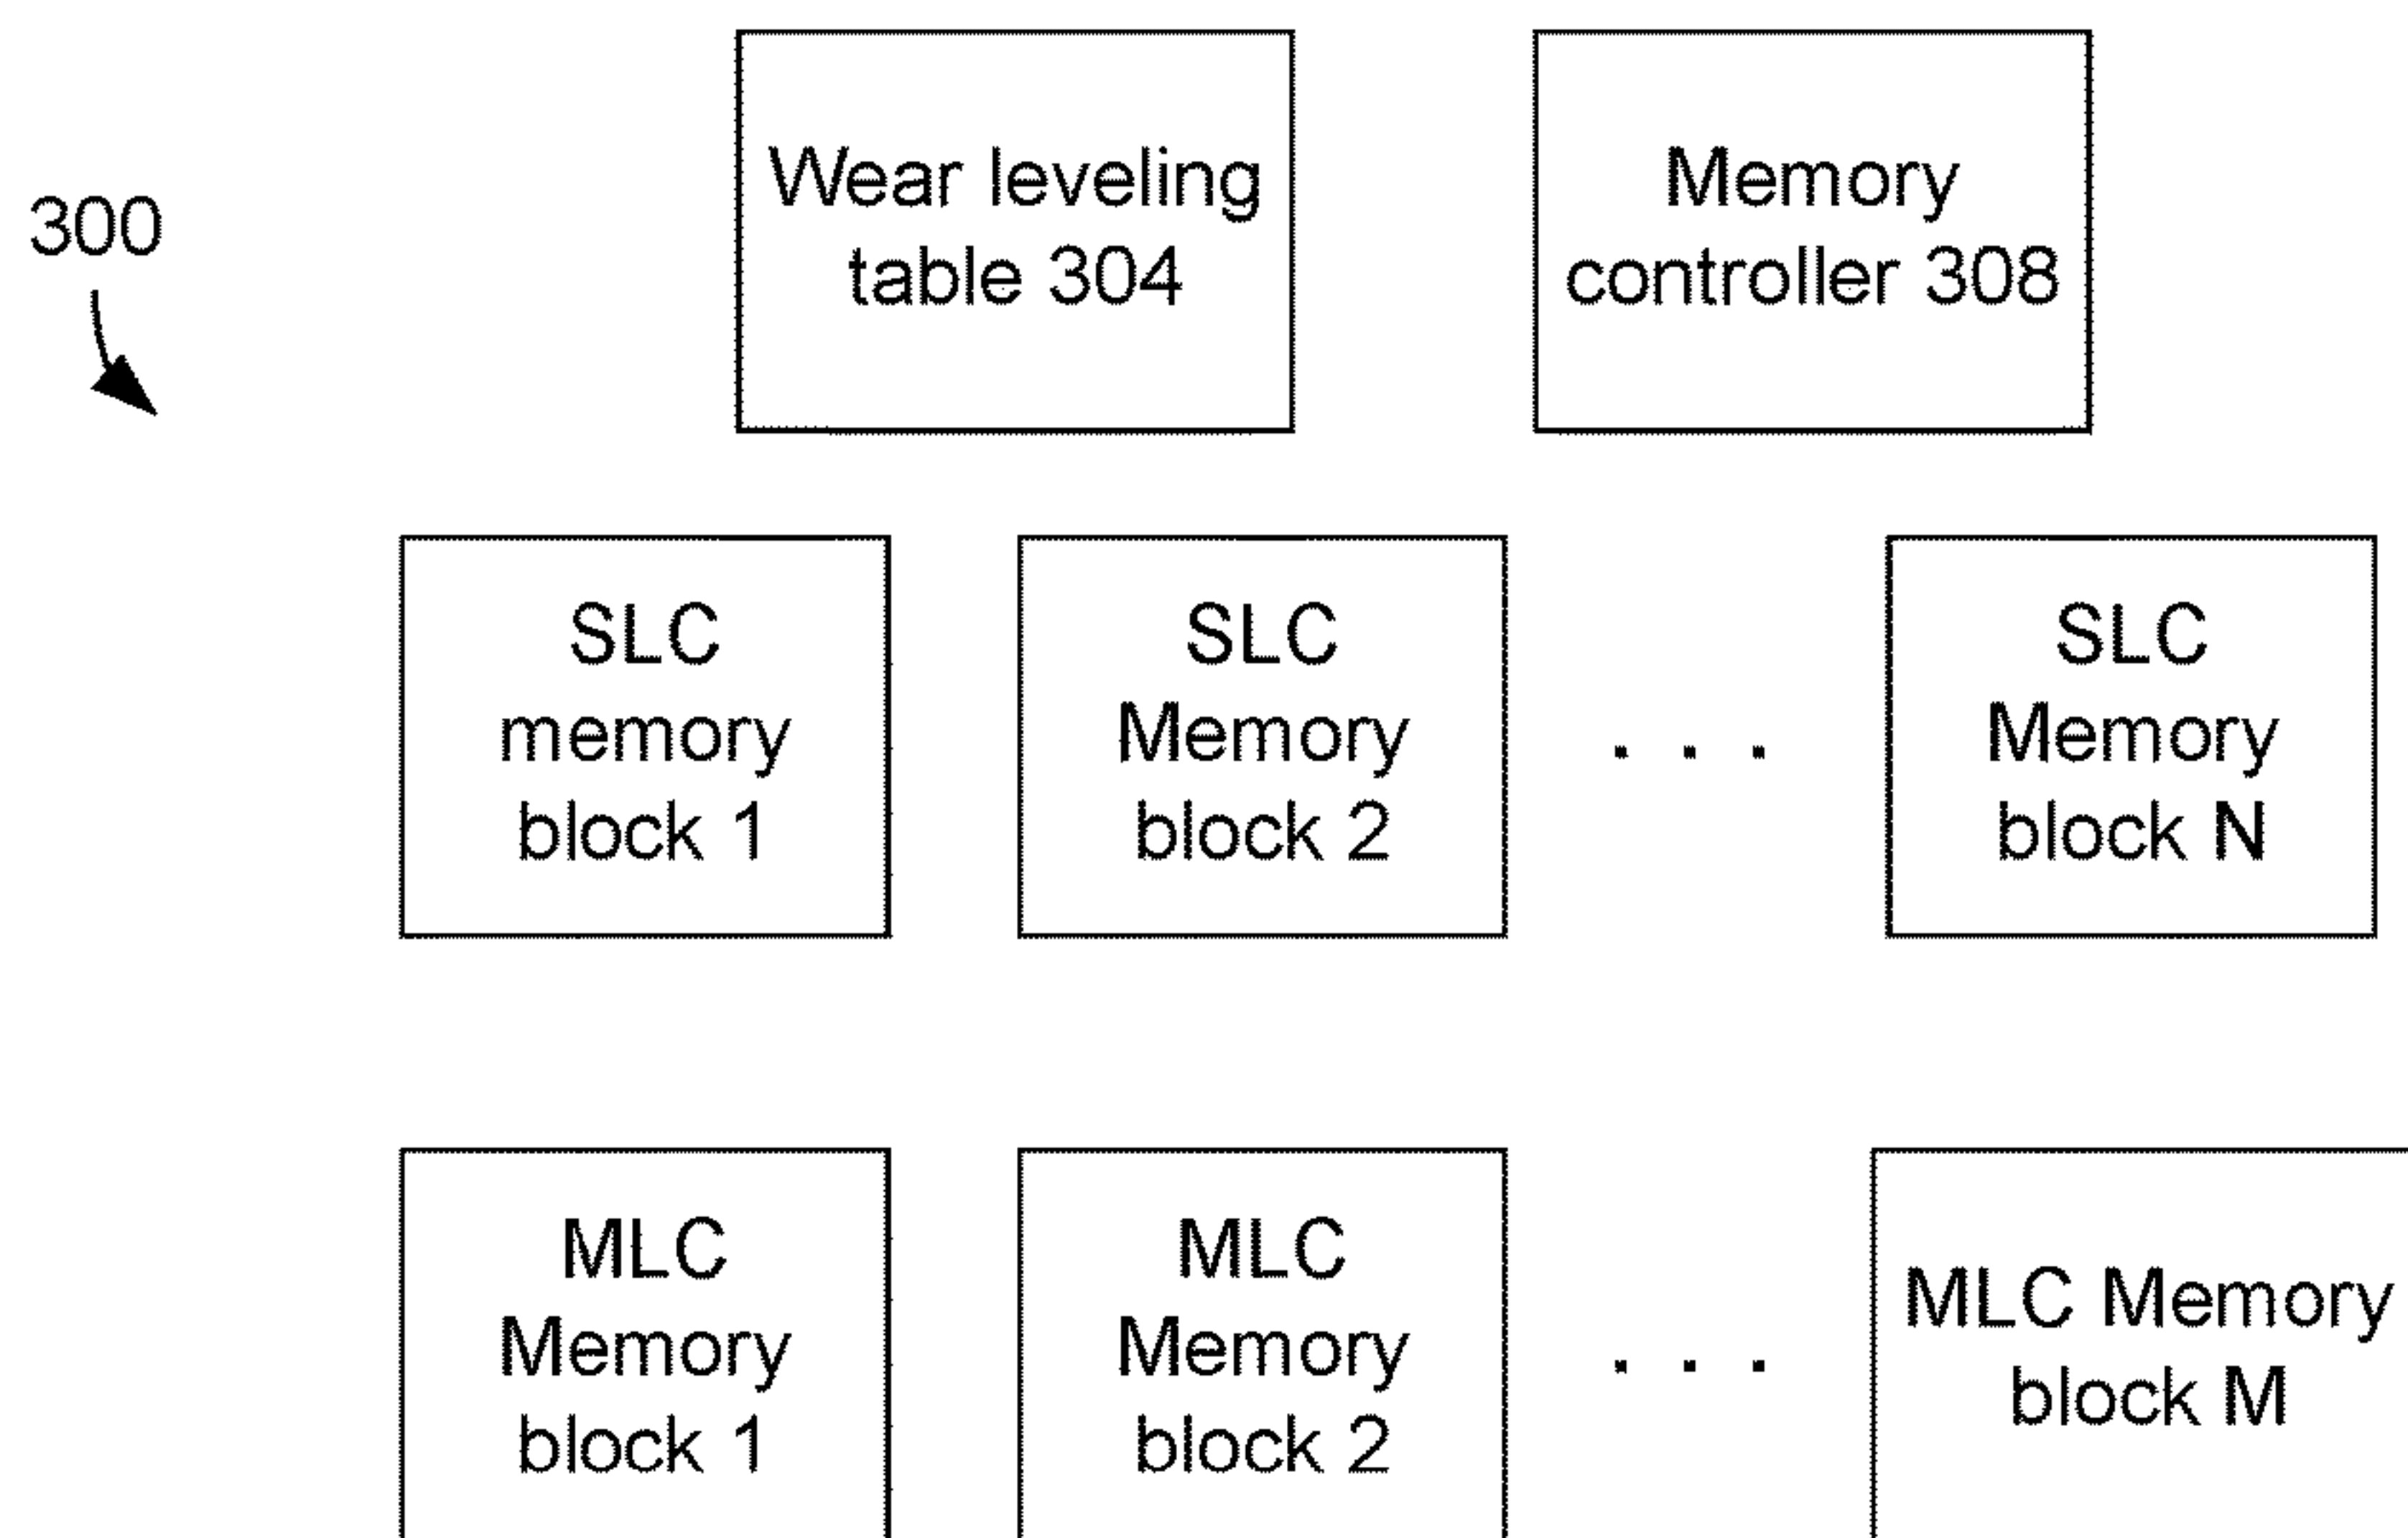 300
Wear leveling
table 304
Memory
controller 308
SLC
memory
block 1
SLC
Memory
block 2
. . .
SLC
Memory
block N
MLC
Memory
block 1
MLC
Memory
block 2
. . .
MLC Memory
block M